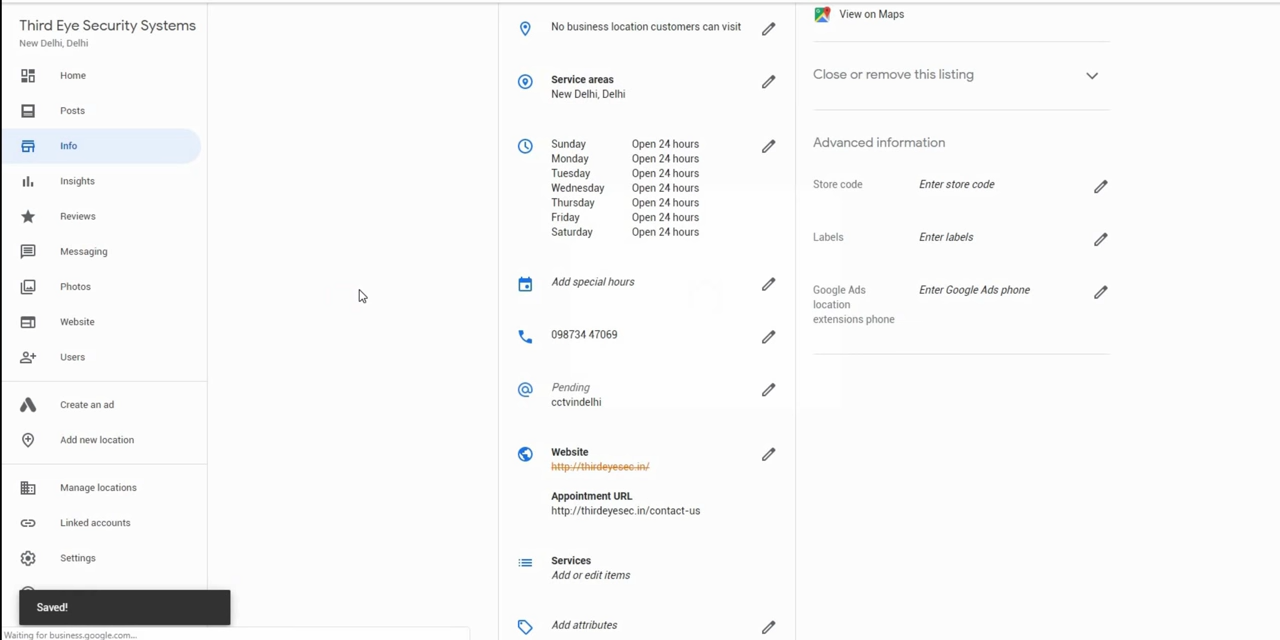 Third Eye Security Systems
New Delhi, Delhi
Home
Posts
Info
Insights
Reviews
Messaging
Photos
Website
Users
Create an ad
Add new location
Manage locations
Linked accounts
Settings
Saved!
Waiting for business.google.com...
No business location customers can visit
Service areas
New Delhi, Delhi
Sunday Open 24 hours
Monday Open 24 hours
Tuesday Open 24 hours
Wednesday Open 24 hours
Thursday Open 24 hours
Friday Open 24 hours
Saturday Open 24 hours
Add special hours
098734 47069
Pending
cctvindelhi
Website
http://thirdeyesec.in/
Appointment URL
http://thirdeyesec.in/contact-us
Services
Add or edit items
Add attributes
View on Maps
Close or remove this listing
Advanced information
Store code Enter store code
Labels Enter labels
Google Ads Enter Google Ads phone
location
extensions phone